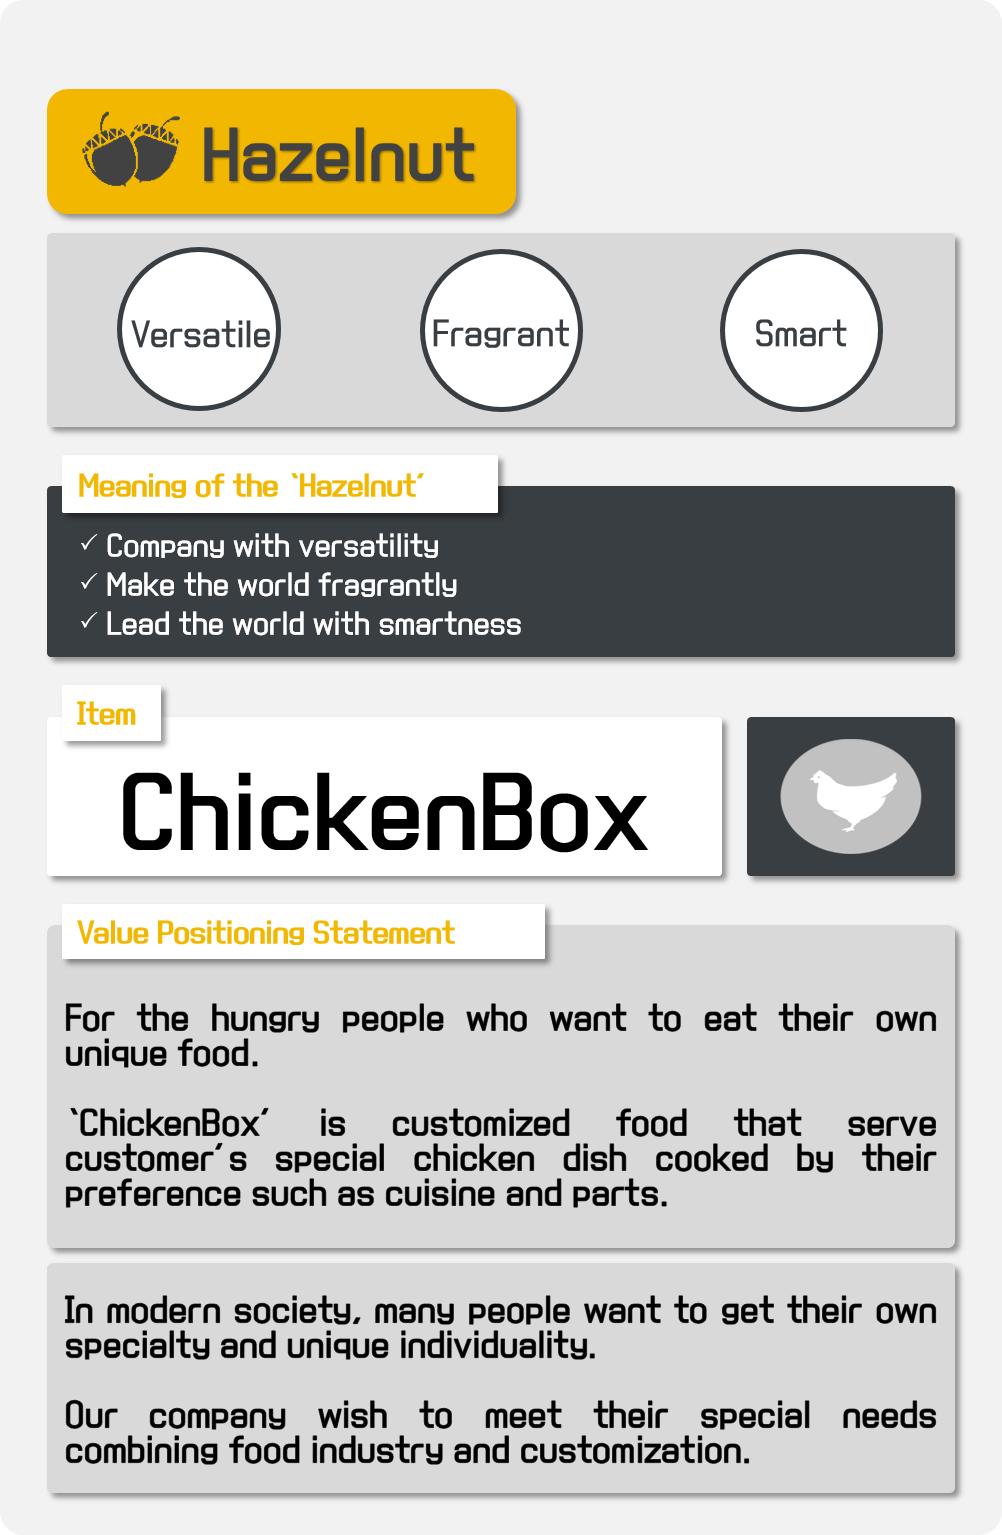 Hazelnut
Versatile
Fragrant
Smart
Meaning of the `Hazelnut´
✓ Company with versatility
✓ Make the world fragrantly
✓ Lead the world with smartness
Item
ChickenBox
Value Positioning Statement
For the hungry people who want to eat their own
unique food.
`ChickenBox´ is customized food that serve
customer´s special chicken dish cooked by their
preference such as cuisine and parts.
In modern society, many people want to get their own
specialty and unique individuality.
Our company wish to meet their special needs
combining food industry and customization.